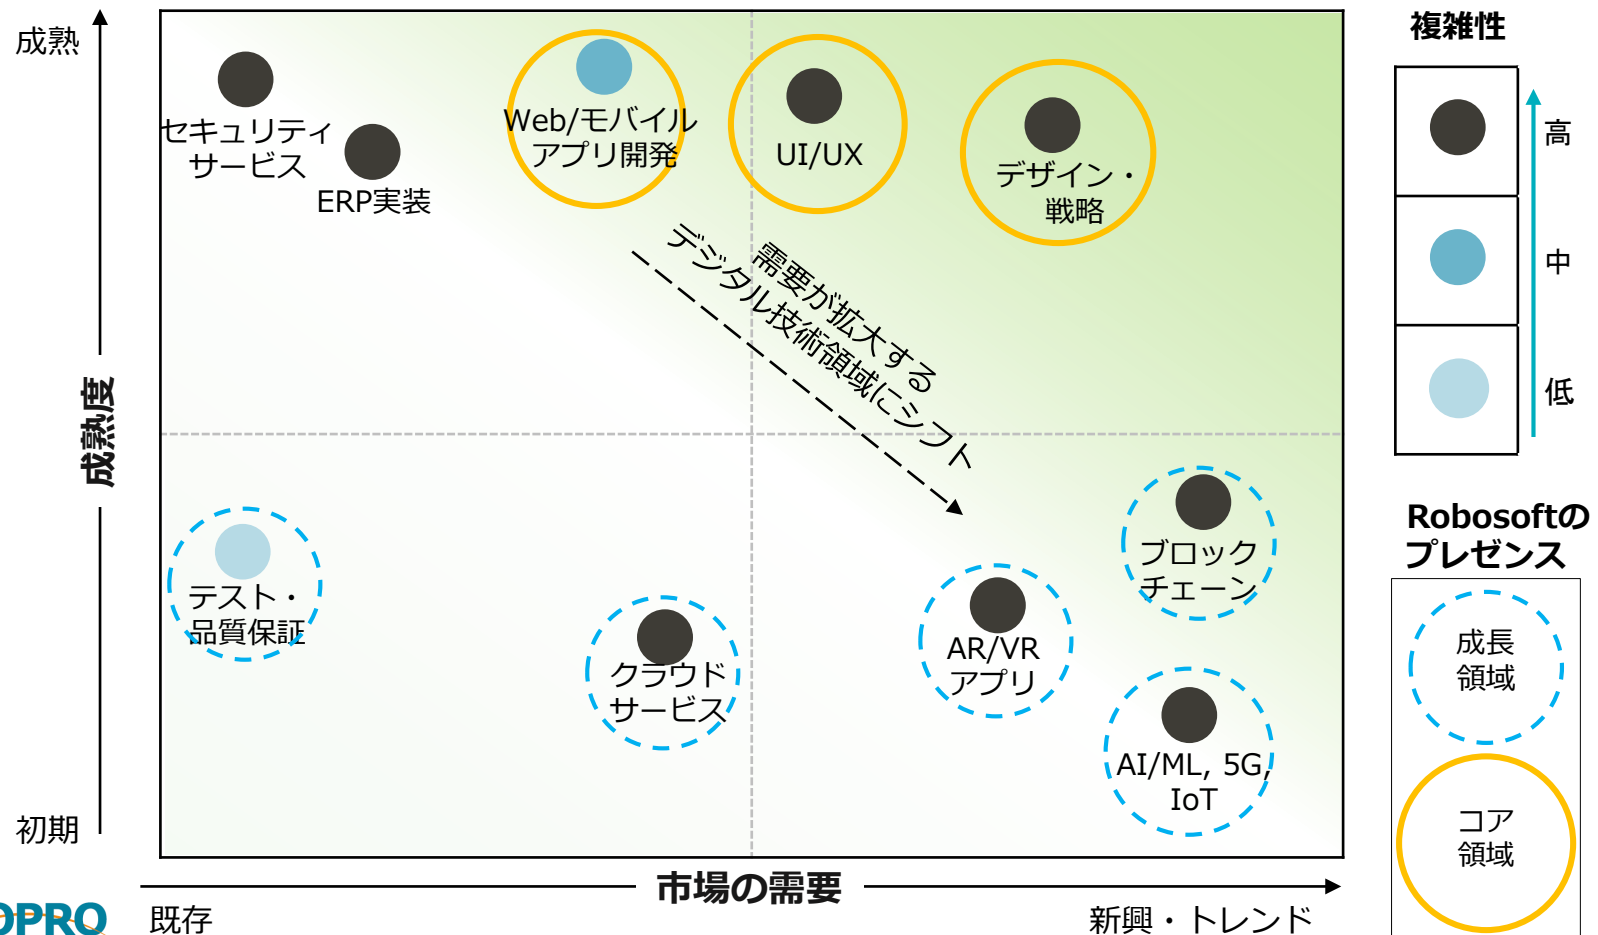 成熟
成熟度
初期
セキュリティ
サービス
ERP実装
Web/モバイル
アプリ開発
UI/UX
デザイン・
戦略
需要が拡大する
デジタル技術領域にシフト
テスト・
品質保証
クラウド
サービス
AR/VR
アプリ
ブロック
チェーン
AI/ML, 5G,
IoT
市場の需要
既存
新興・トレンド
複雑性
高
中
低
Robosoftの
プレゼンス
成長
領域
コア
領域